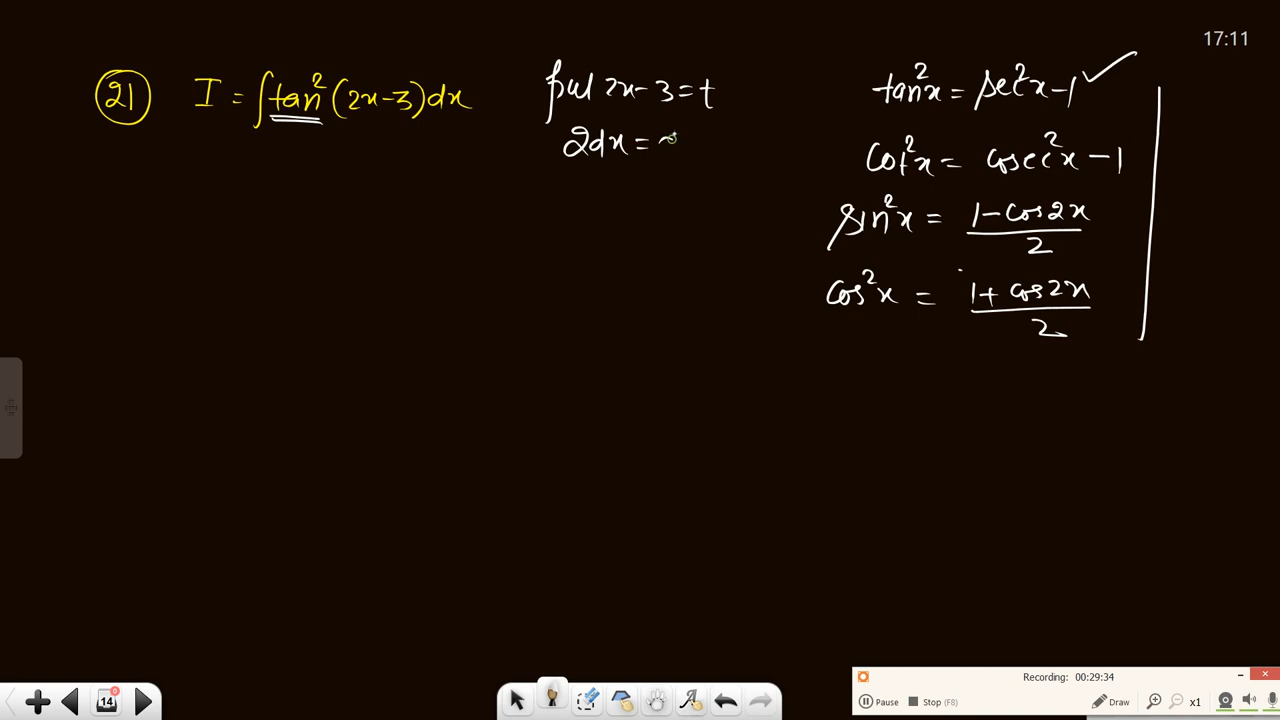 17:11
(21) I = ∫tan²(2x-3)dx
put 2x-3=t
2dx =
tan²x = sec²x-1 ✓
cot²x = cosec²x-1
sin²x = (1-cos2x)/2
cos²x = (1+cos2x)/2
14
0
Recording: 00:29:34
Pause Stop (F8) Draw x1